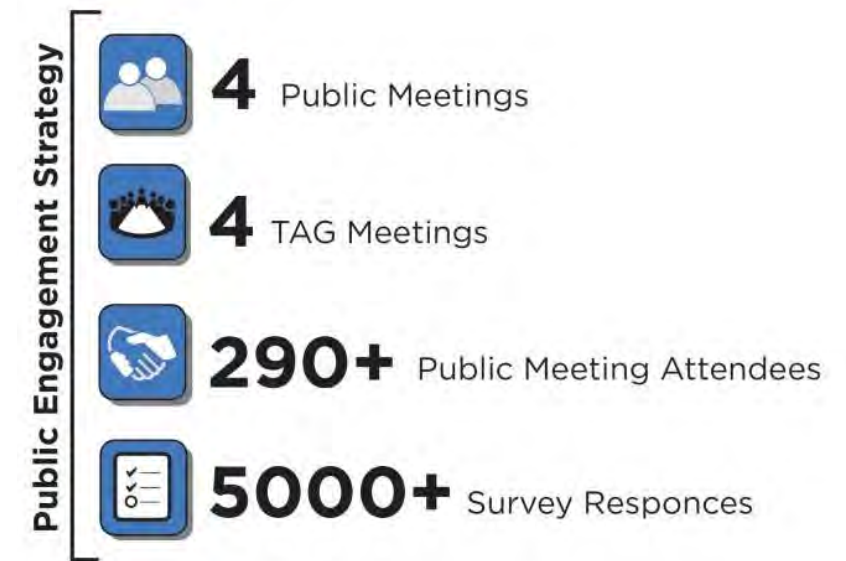 Public Engagement Strategy
4 Public Meetings
4 TAG Meetings
290+ Public Meeting Attendees
5000+ Survey Responces